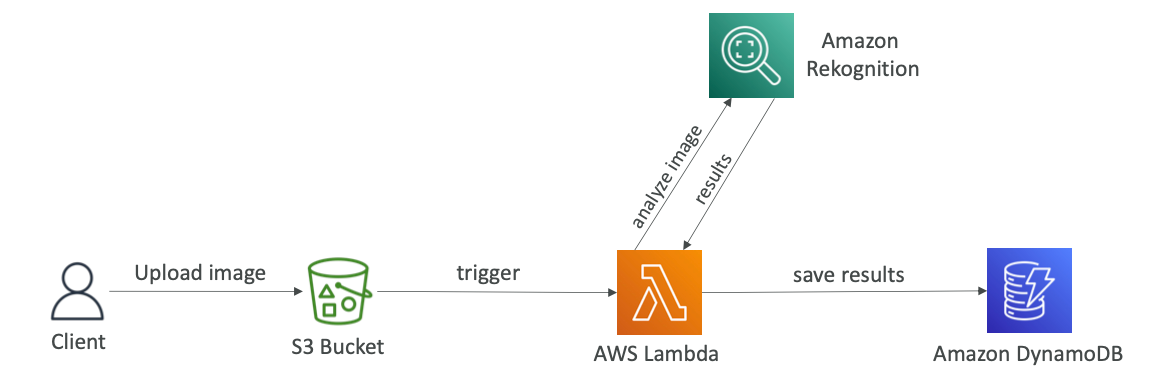 Amazon
Rekognition
analyze image
results
Upload image
trigger
save results
Client
S3 Bucket
AWS Lambda
Amazon DynamoDB